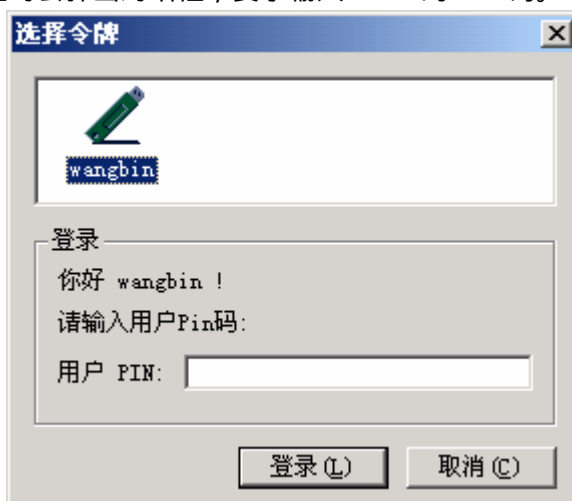 选择令牌
wangbin
登录
你好 wangbin !
请输入用户Pin码:
用户 PIN:
登录(L)
取消(C)